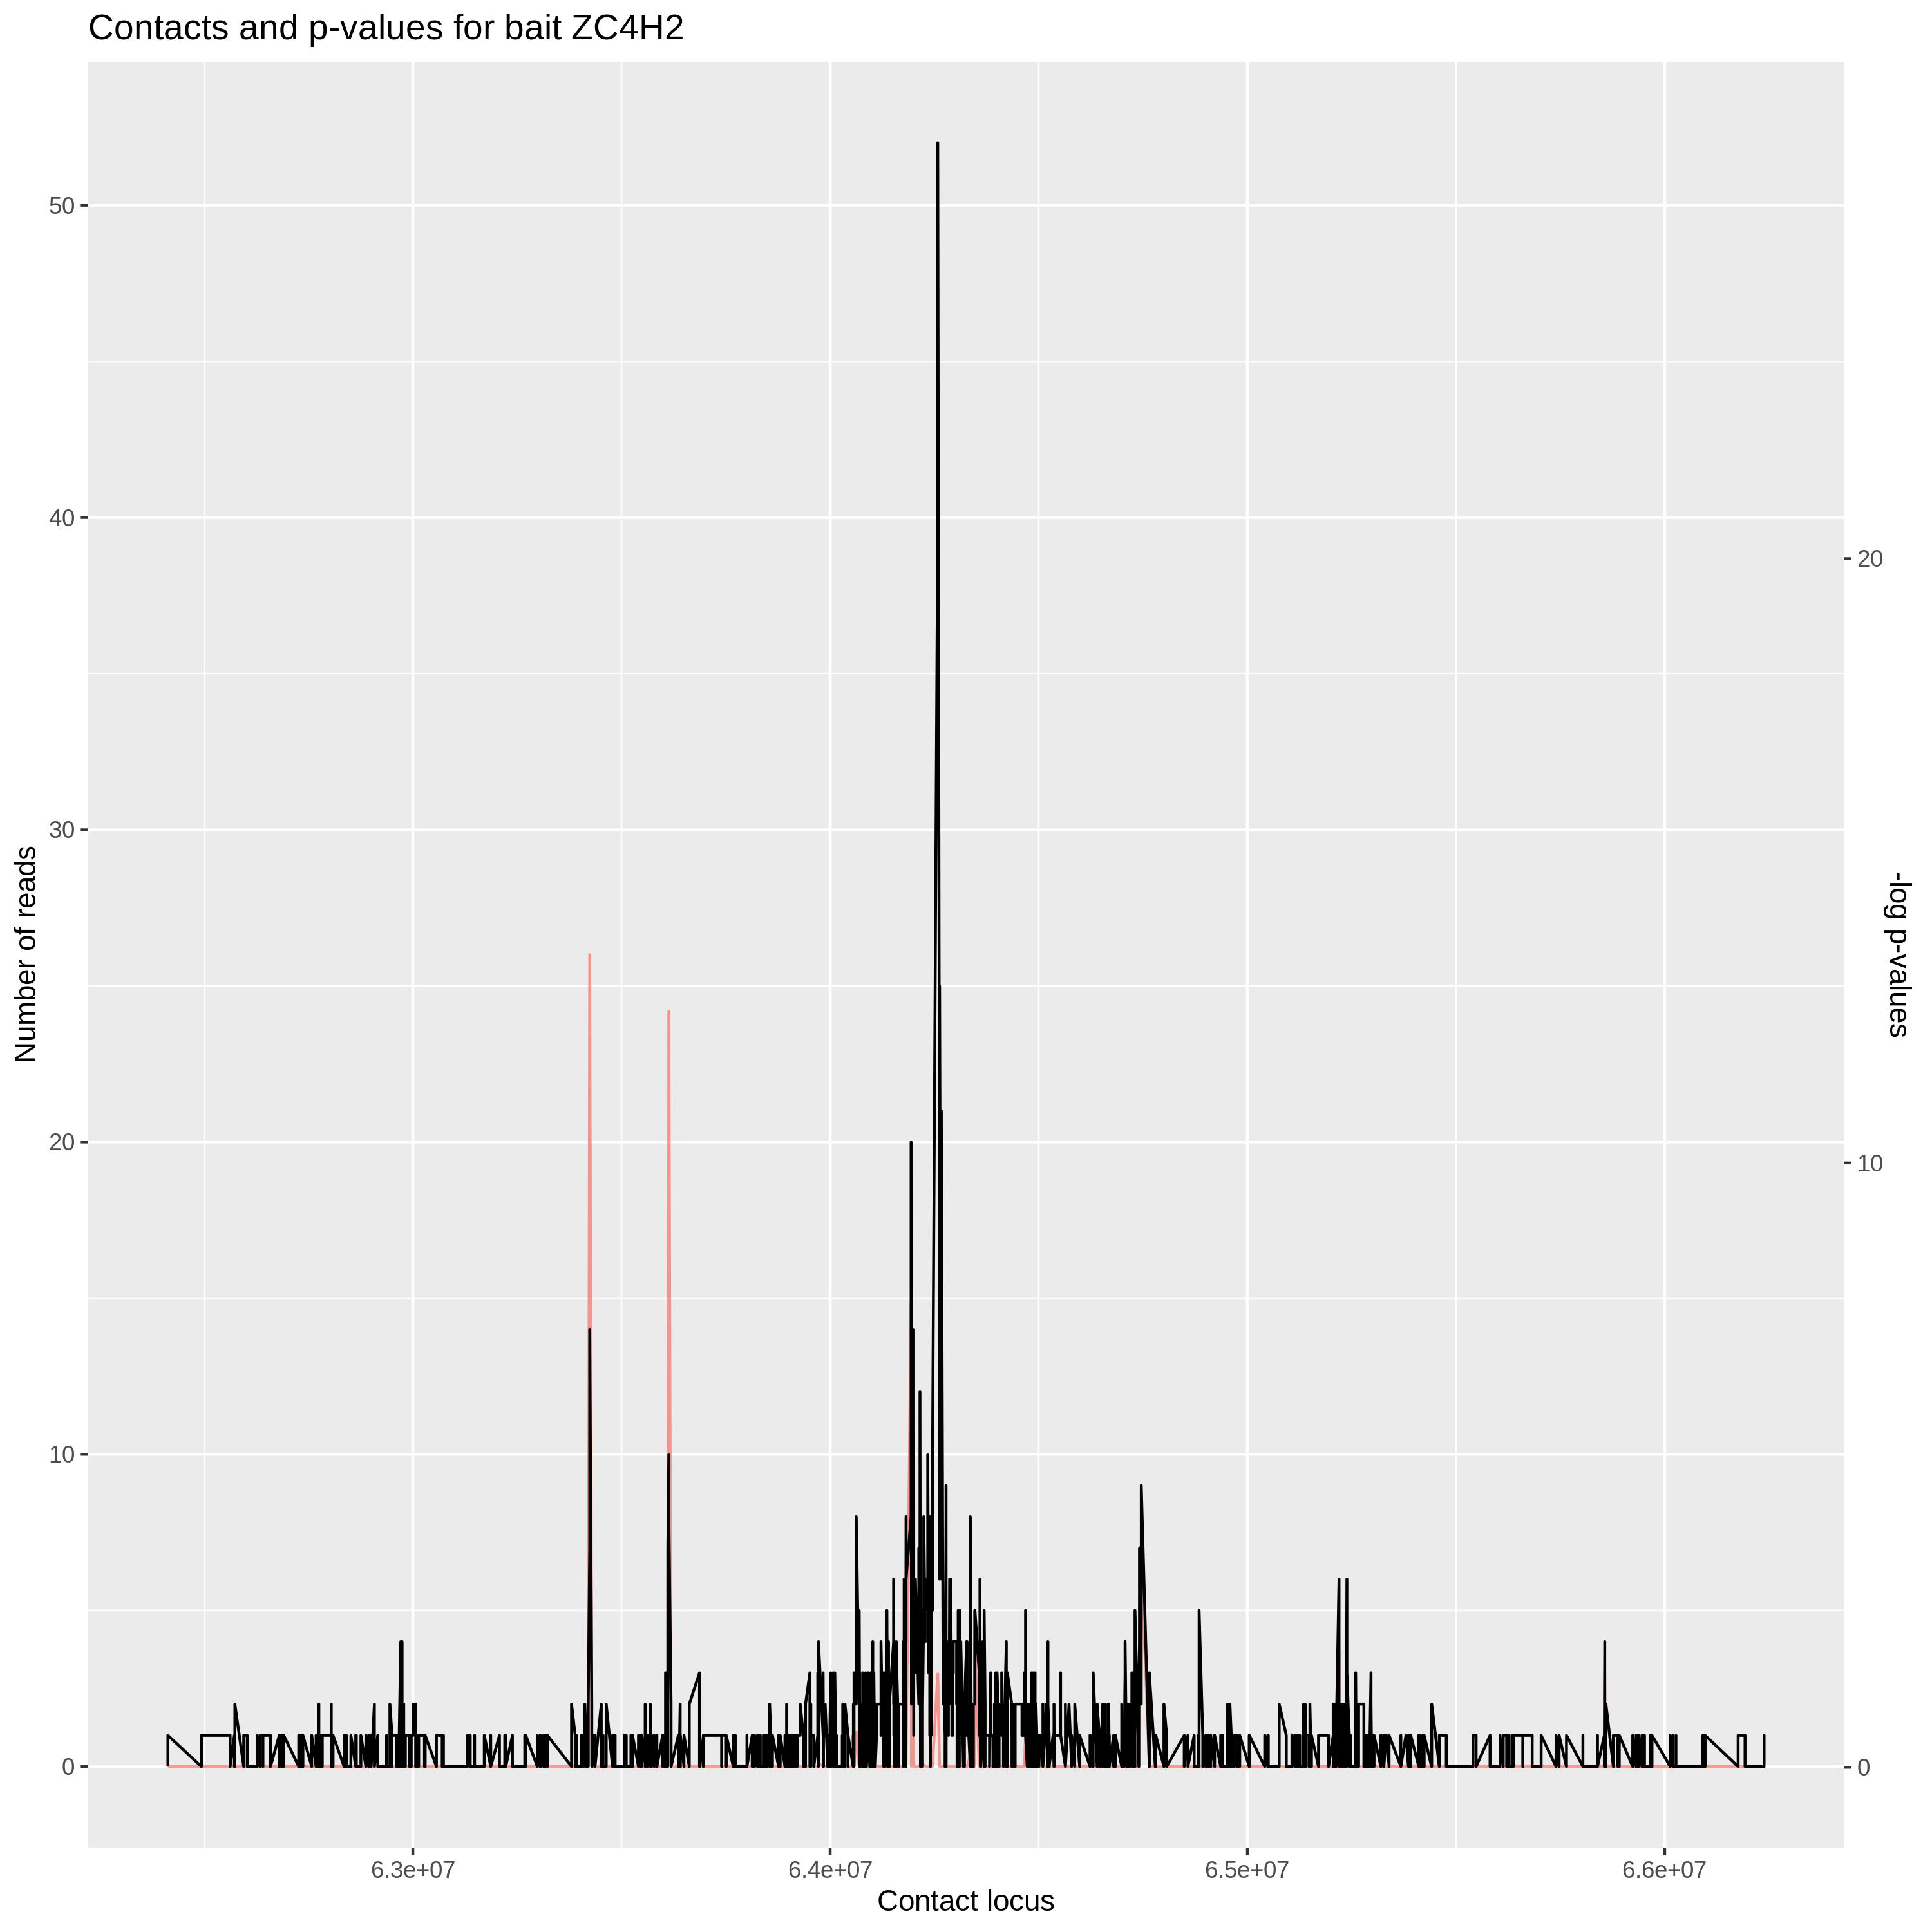 Contacts and p-values for bait ZC4H2
50
40
30
20
10
0
Number of reads
20
10
0
-log p-values
6.3e+07
6.4e+07
6.5e+07
6.6e+07
Contact locus